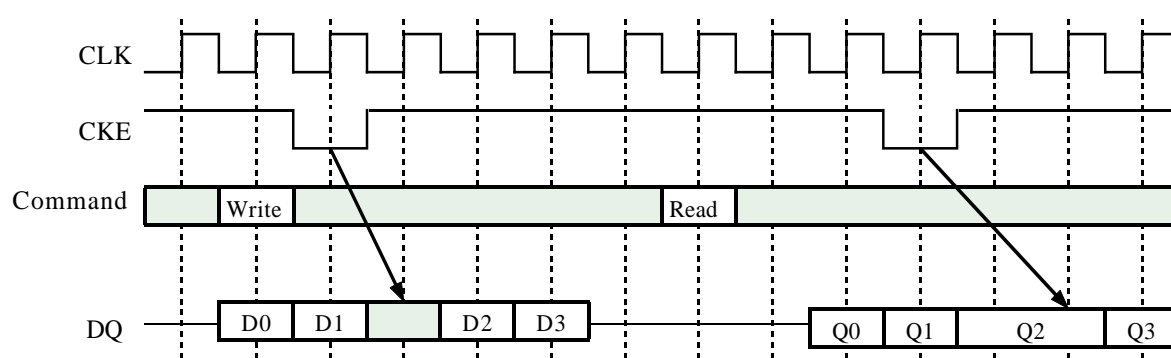 CLK
CKE
Command Write Read
DQ D0 D1 D2 D3 Q0 Q1 Q2 Q3